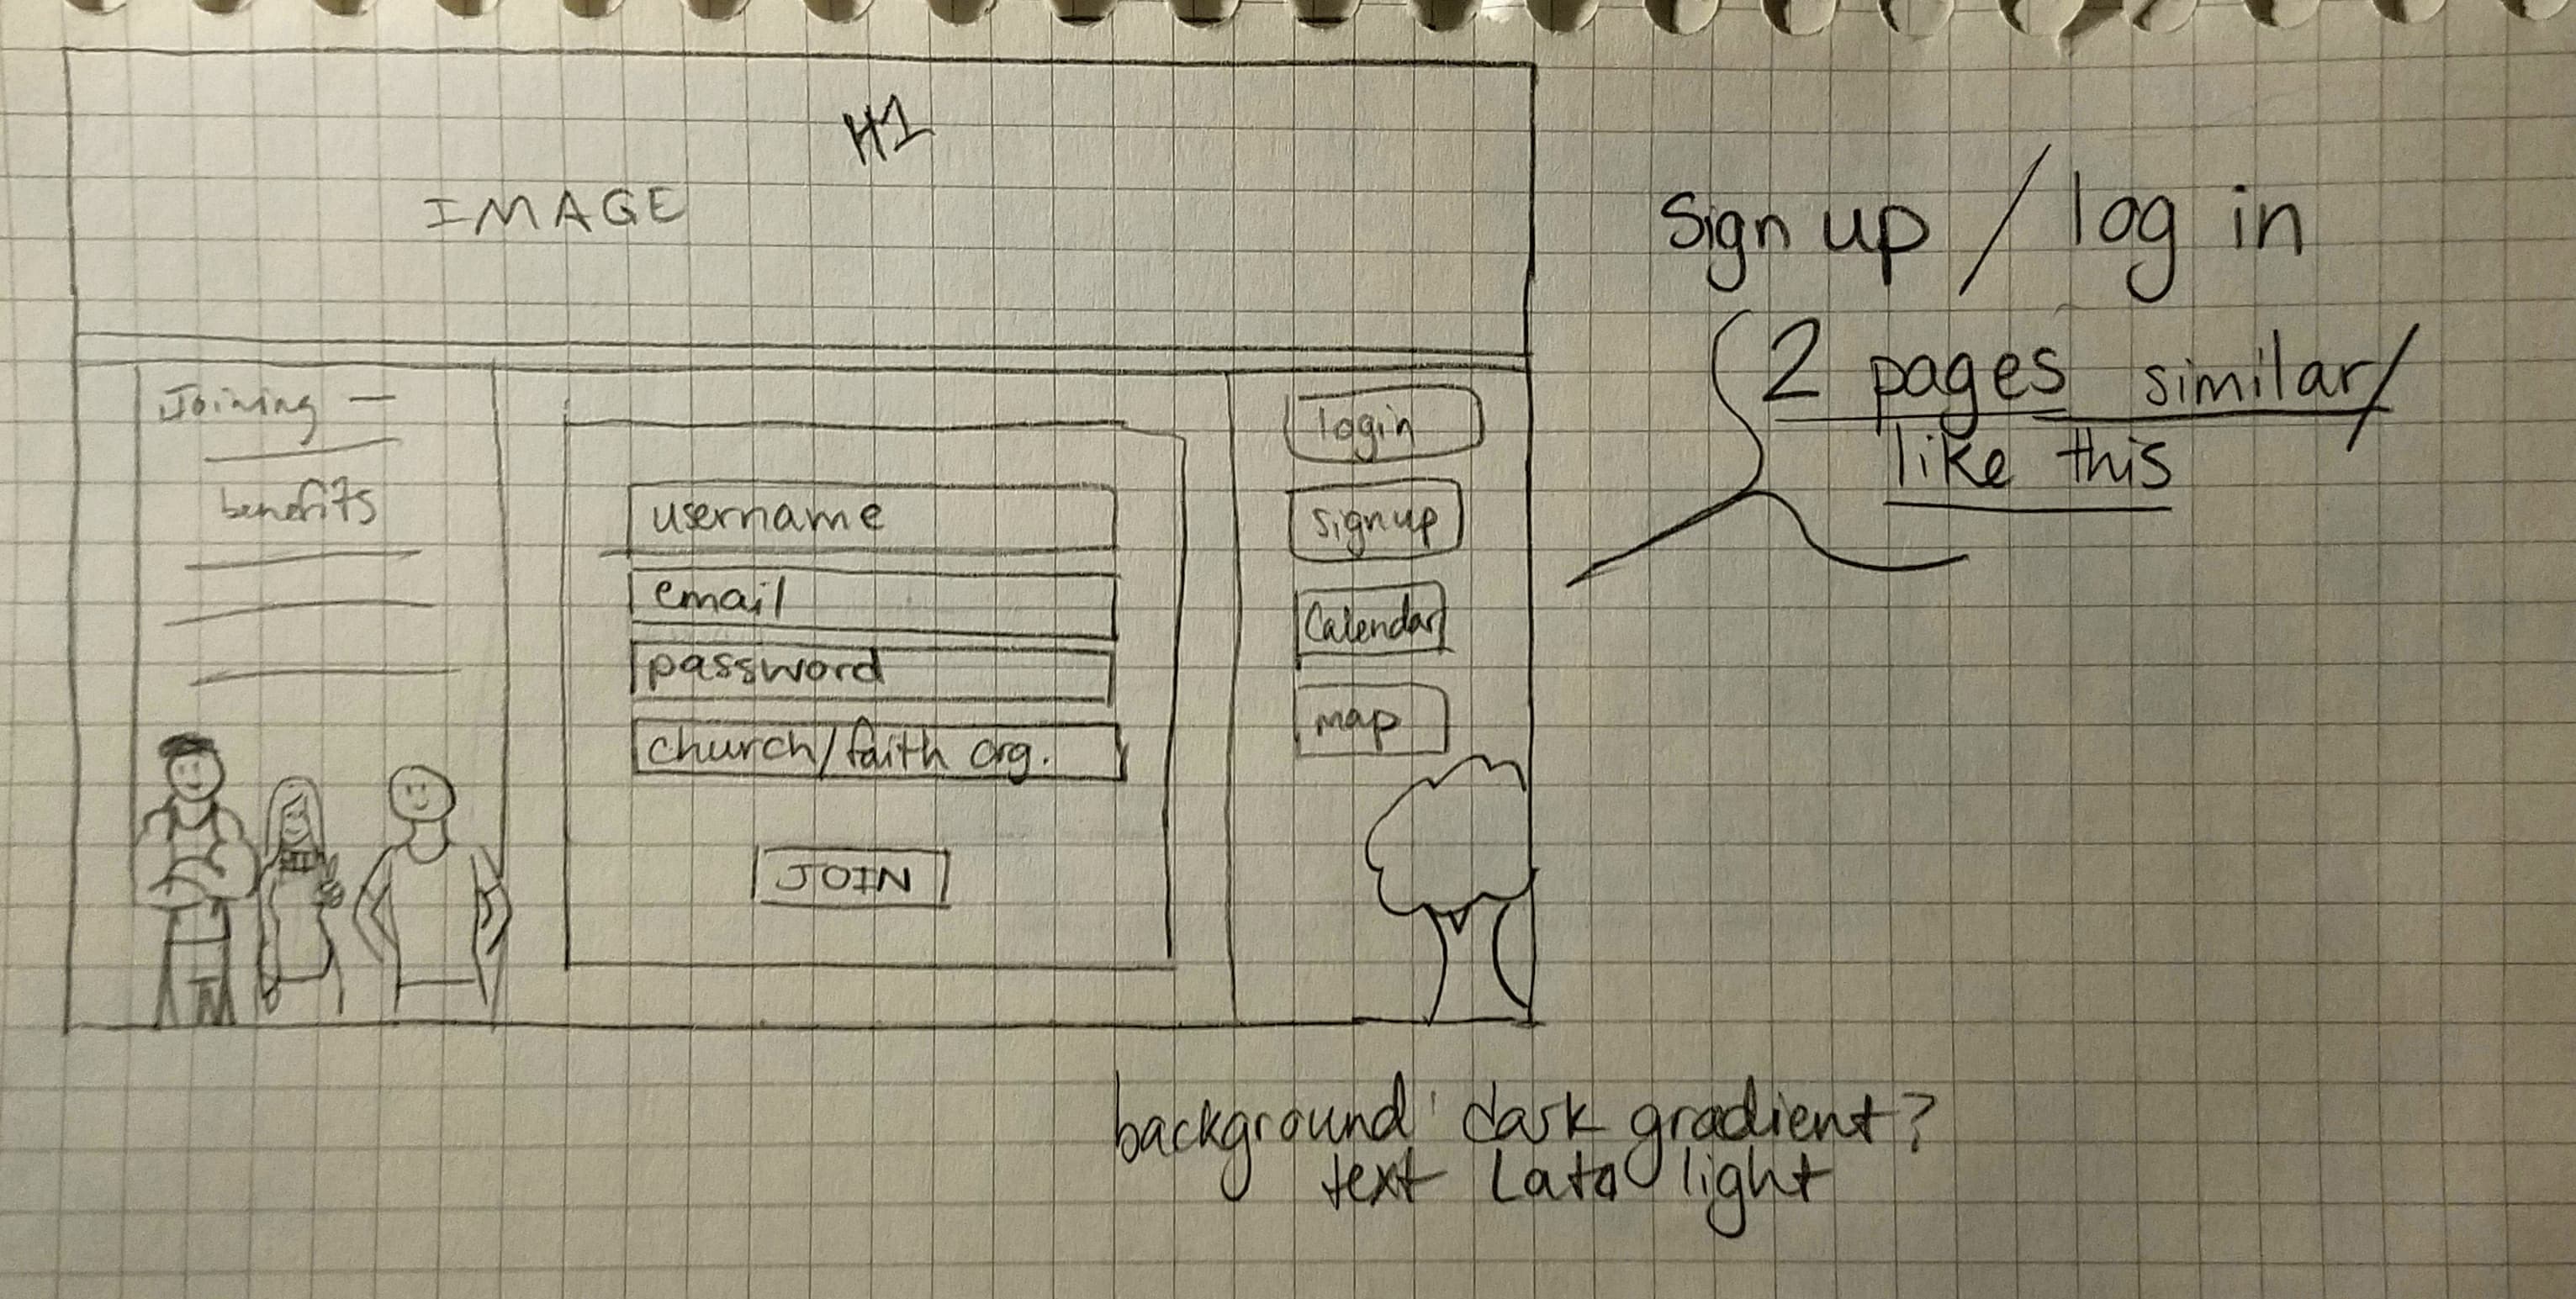 H1
IMAGE
Joining
benefits
username
email
password
church/faith org.
JOIN
login
signup
Calendar
map
Sign up / log in
2 pages similar/
like this
background: dark gradient?
text Lato light